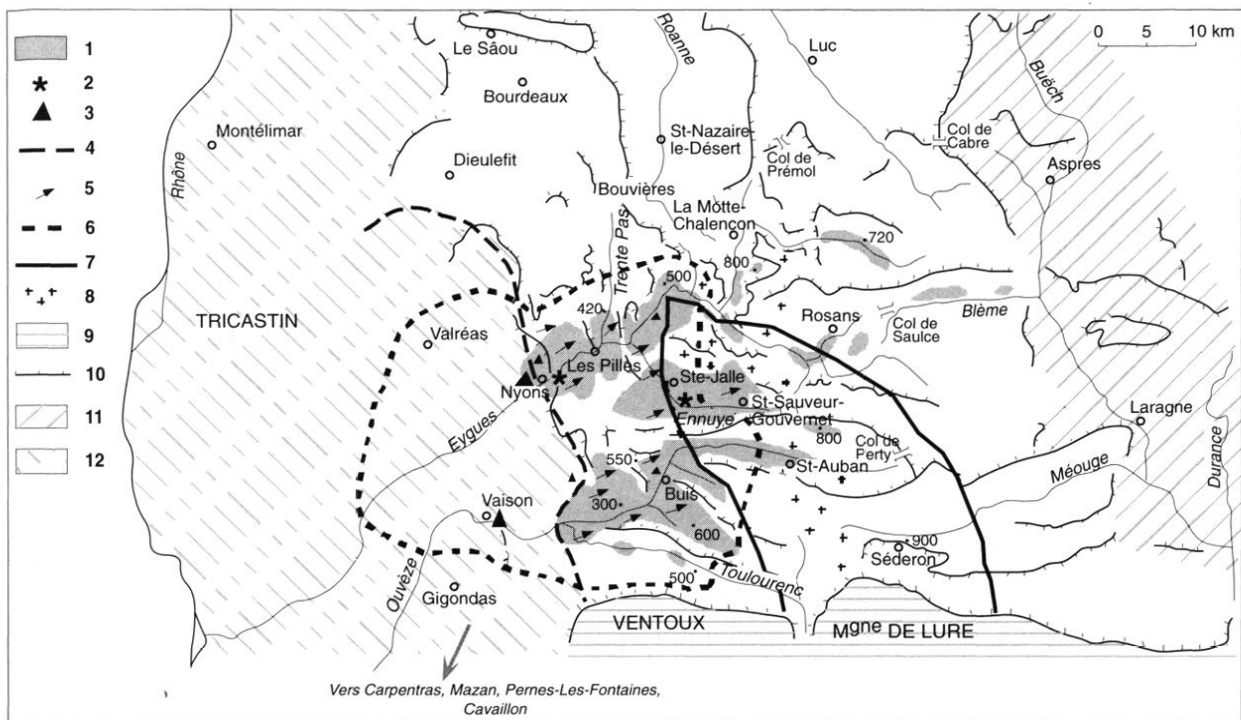 1
2
3
4
5
6
7
8
9
10
11
12
0 5 10 km
Le Sâou
Bourdeaux
Roanne
Luc
Buëch
Montélimar
Rhône
Dieulefit
St-Nazaire-
le-Désert
Col de
Prémol
Col de
Cabre
Aspres
Bouvières
La Motte-
Chalençon
Trente Pas
720
800
500
420
TRICASTIN
Valréas
Les Pilles
Nyons
Rosans
Col de
Saulce
Blème
Ste-Jalle
St-Sauveur-
Gouvernet
Ennuye
Eygues
800
Col de
Perty
Laragne
Durance
St-Auban
Méouge
550
Buis
Vaison
300
600
900
Séderon
500
Toulourenc
Ouvèze
Gigondas
VENTOUX
Mgne DE LURE
Vers Carpentras, Mazan, Pernes-Les-Fontaines,
Cavaillon